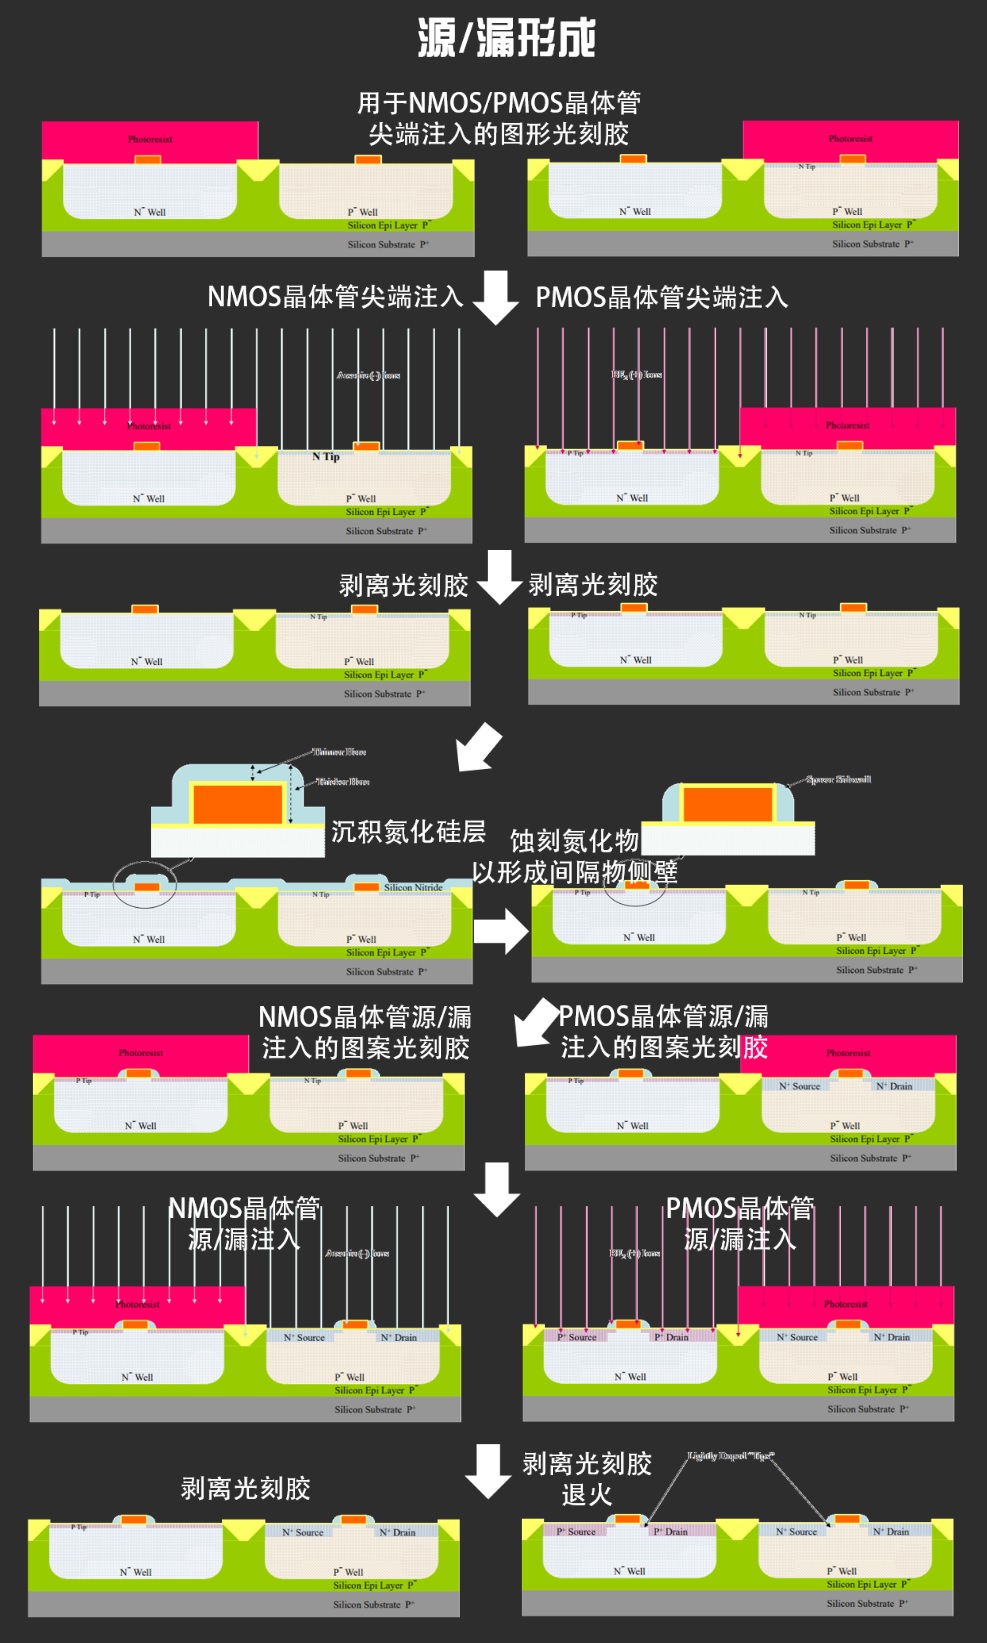 源/漏形成
用于NMOS/PMOS晶体管
尖端注入的图形光刻胶
Photoresist
N⁻ Well
P⁻ Well
Silicon Epi Layer P⁻
Silicon Substrate P⁺
Photoresist
N Tip
N⁻ Well
P⁻ Well
Silicon Epi Layer P⁻
Silicon Substrate P⁺
NMOS晶体管尖端注入
PMOS晶体管尖端注入
Photoresist
N Tip
N⁻ Well
P⁻ Well
Silicon Epi Layer P⁻
Silicon Substrate P⁺
Photoresist
P Tip
N Tip
N⁻ Well
P⁻ Well
Silicon Epi Layer P⁻
Silicon Substrate P⁺
剥离光刻胶
剥离光刻胶
N Tip
N⁻ Well
P⁻ Well
Silicon Epi Layer P⁻
Silicon Substrate P⁺
P Tip
N Tip
N⁻ Well
P⁻ Well
Silicon Epi Layer P⁻
Silicon Substrate P⁺
沉积氮化硅层
Silicon Nitride
P Tip
N Tip
N⁻ Well
P⁻ Well
Silicon Epi Layer P⁻
Silicon Substrate P⁺
Spacer Sidewall
蚀刻氮化物
以形成间隔物侧壁
P Tip
N Tip
N⁻ Well
P⁻ Well
Silicon Epi Layer P⁻
Silicon Substrate P⁺
NMOS晶体管源/漏
注入的图案光刻胶
Photoresist
P Tip
N Tip
N⁻ Well
P⁻ Well
Silicon Epi Layer P⁻
Silicon Substrate P⁺
PMOS晶体管源/漏
注入的图案光刻胶
Photoresist
P Tip
N⁺ Source
N⁺ Drain
N⁻ Well
P⁻ Well
Silicon Epi Layer P⁻
Silicon Substrate P⁺
NMOS晶体管
源/漏注入
Photoresist
P Tip
N⁺ Source
N⁺ Drain
N⁻ Well
P⁻ Well
Silicon Epi Layer P⁻
Silicon Substrate P⁺
PMOS晶体管
源/漏注入
Photoresist
P⁺ Source
P⁺ Drain
N⁺ Source
N⁺ Drain
N⁻ Well
P⁻ Well
Silicon Epi Layer P⁻
Silicon Substrate P⁺
剥离光刻胶
P Tip
N⁺ Source
N⁺ Drain
N⁻ Well
P⁻ Well
Silicon Epi Layer P⁻
Silicon Substrate P⁺
剥离光刻胶
退火
Lightly Doped "Tips"
P⁺ Source
P⁺ Drain
N⁺ Source
N⁺ Drain
N⁻ Well
P⁻ Well
Silicon Epi Layer P⁻
Silicon Substrate P⁺